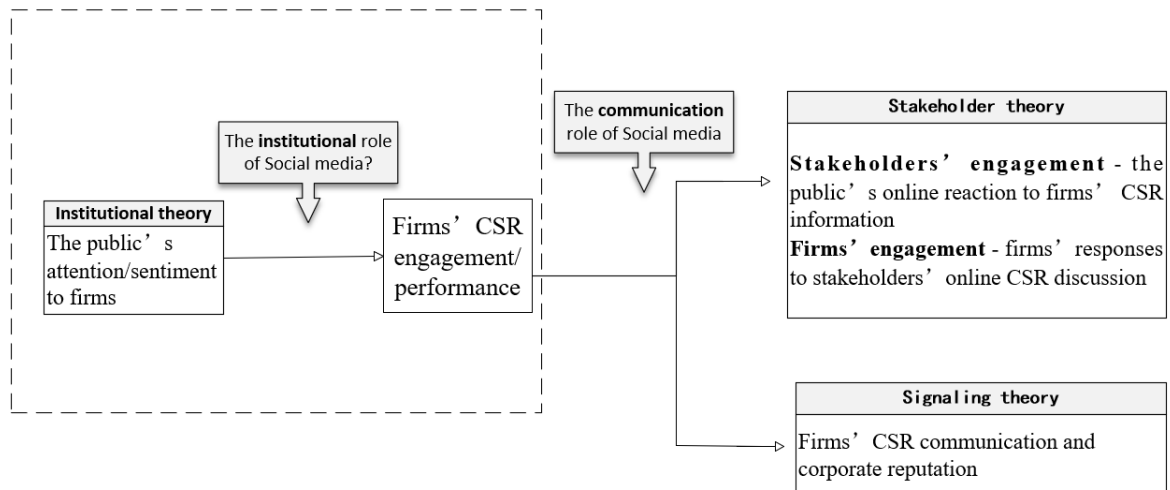 The institutional role
of Social media?
Institutional theory
The public’s
attention/sentiment
to firms
Firms’ CSR
engagement/
performance
The communication
role of Social media
Stakeholder theory
Stakeholders’ engagement - the
public’s online reaction to firms’ CSR
information
Firms’ engagement - firms’ responses
to stakeholders’ online CSR discussion
Signaling theory
Firms’ CSR communication and
corporate reputation